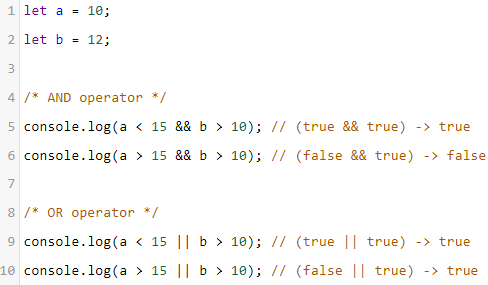 1 let a = 10;
2 let b = 12;
3
4 /* AND operator */
5 console.log(a < 15 && b > 10); // (true && true) -> true
6 console.log(a > 15 && b > 10); // (false && true) -> false
7
8 /* OR operator */
9 console.log(a < 15 || b > 10); // (true || true) -> true
10 console.log(a > 15 || b > 10); // (false || true) -> true